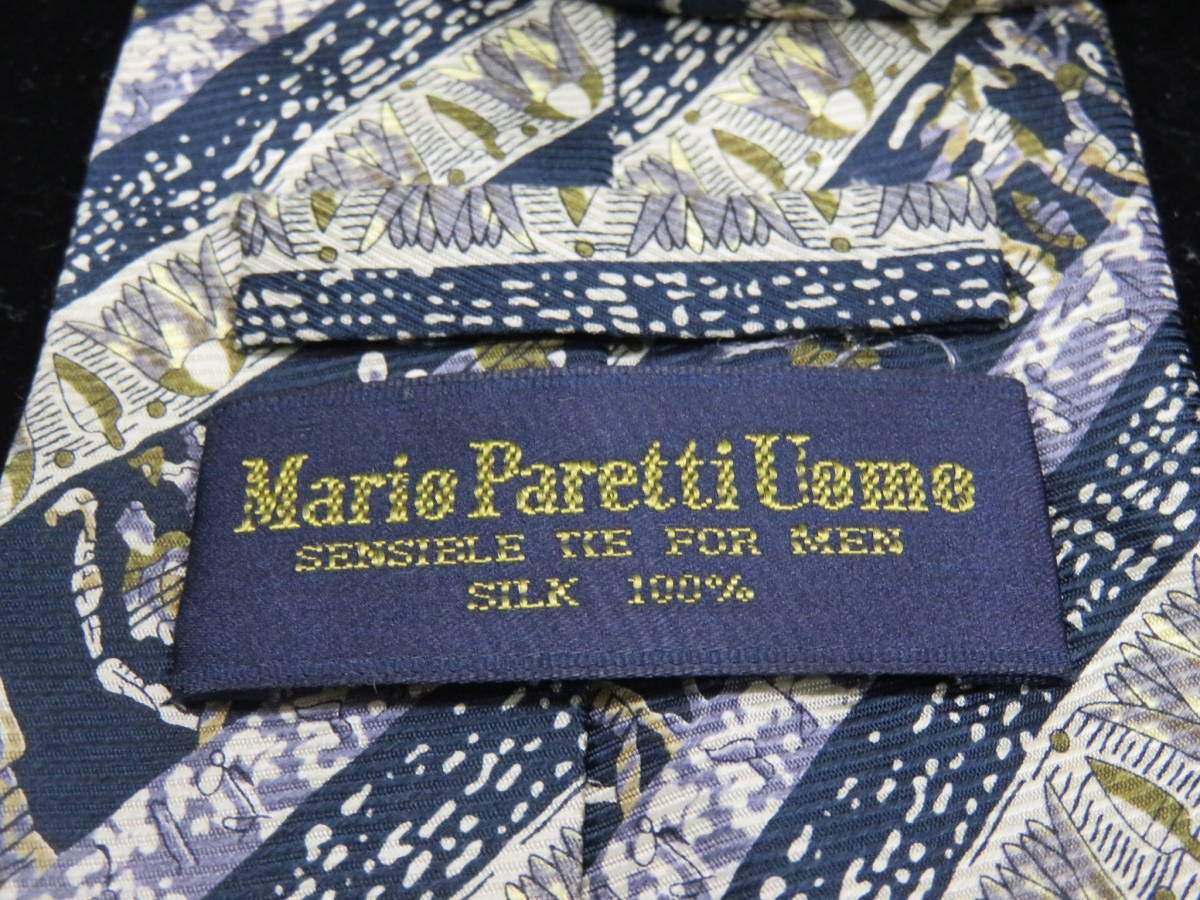 Mario Paretti Uomo
SENSIBLE TIE FOR MEN
SILK 100%